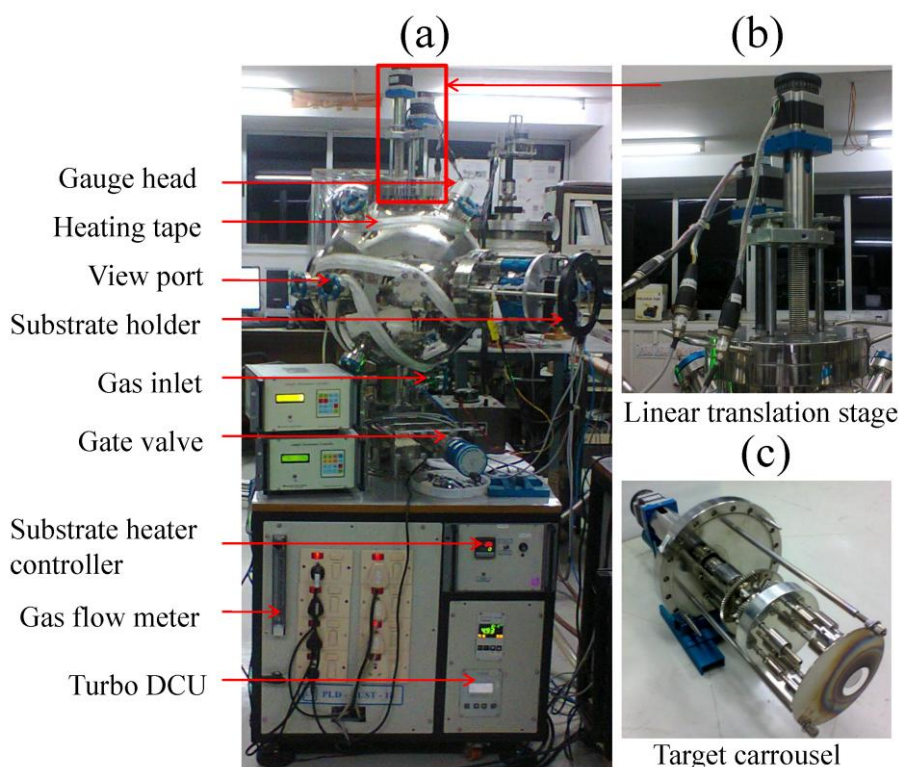 (a)
(b)
Gauge head
Heating tape
View port
Substrate holder
Gas inlet
Gate valve
Substrate heater
controller
Gas flow meter
Turbo DCU
Linear translation stage
(c)
Target carrousel